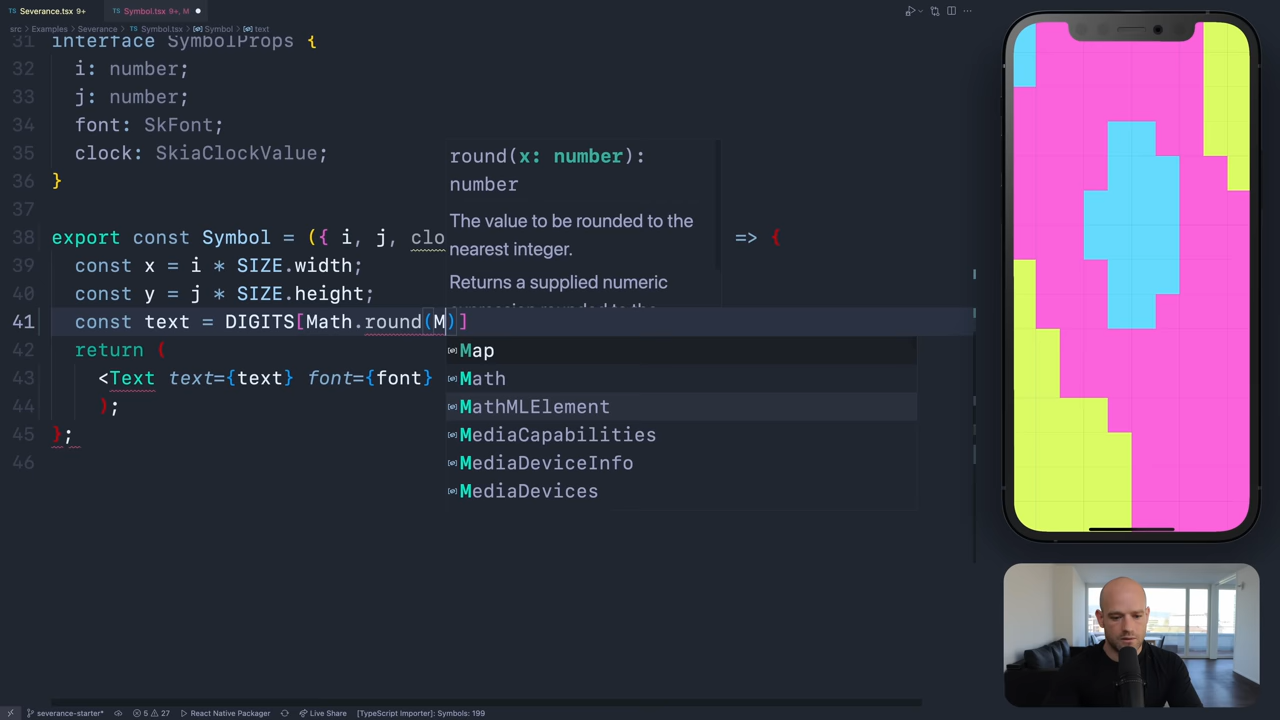 Severance.tsx 9+
Symbol.tsx 9+, M
src > Examples > Severance > Symbol.tsx > Symbol > text
31 interface SymbolProps {
32 i: number;
33 j: number;
34 font: SkFont;
35 clock: SkiaClockValue;
36 }
37
38 export const Symbol = ({ i, j, clo => {
39 const x = i * SIZE.width;
40 const y = j * SIZE.height;
41 const text = DIGITS[Math.round(M)]
42 return (
43 <Text text={text} font={font}
44 );
45 };
46
round(x: number):
number
The value to be rounded to the
nearest integer.
Returns a supplied numeric
expression rounded to the
Map
Math
MathMLElement
MediaCapabilities
MediaDeviceInfo
MediaDevices
severance-starter* 5 27 React Native Packager Live Share [TypeScript Importer]: Symbols: 199